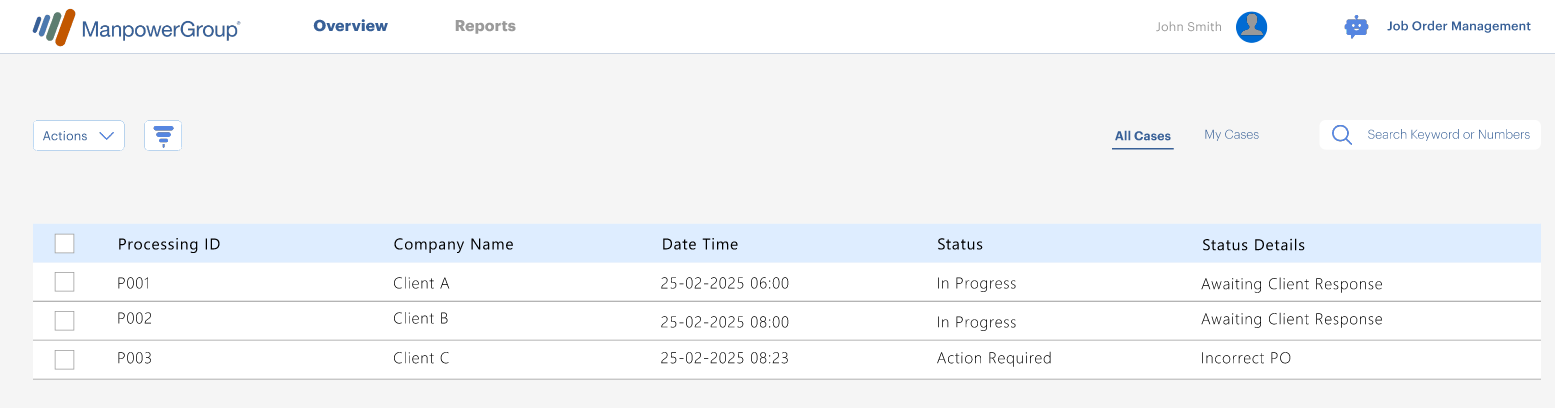 ManpowerGroup® Overview Reports John Smith Job Order Management
Actions All Cases My Cases Search Keyword or Numbers
Processing ID Company Name Date Time Status Status Details
P001 Client A 25-02-2025 06:00 In Progress Awaiting Client Response
P002 Client B 25-02-2025 08:00 In Progress Awaiting Client Response
P003 Client C 25-02-2025 08:23 Action Required Incorrect PO